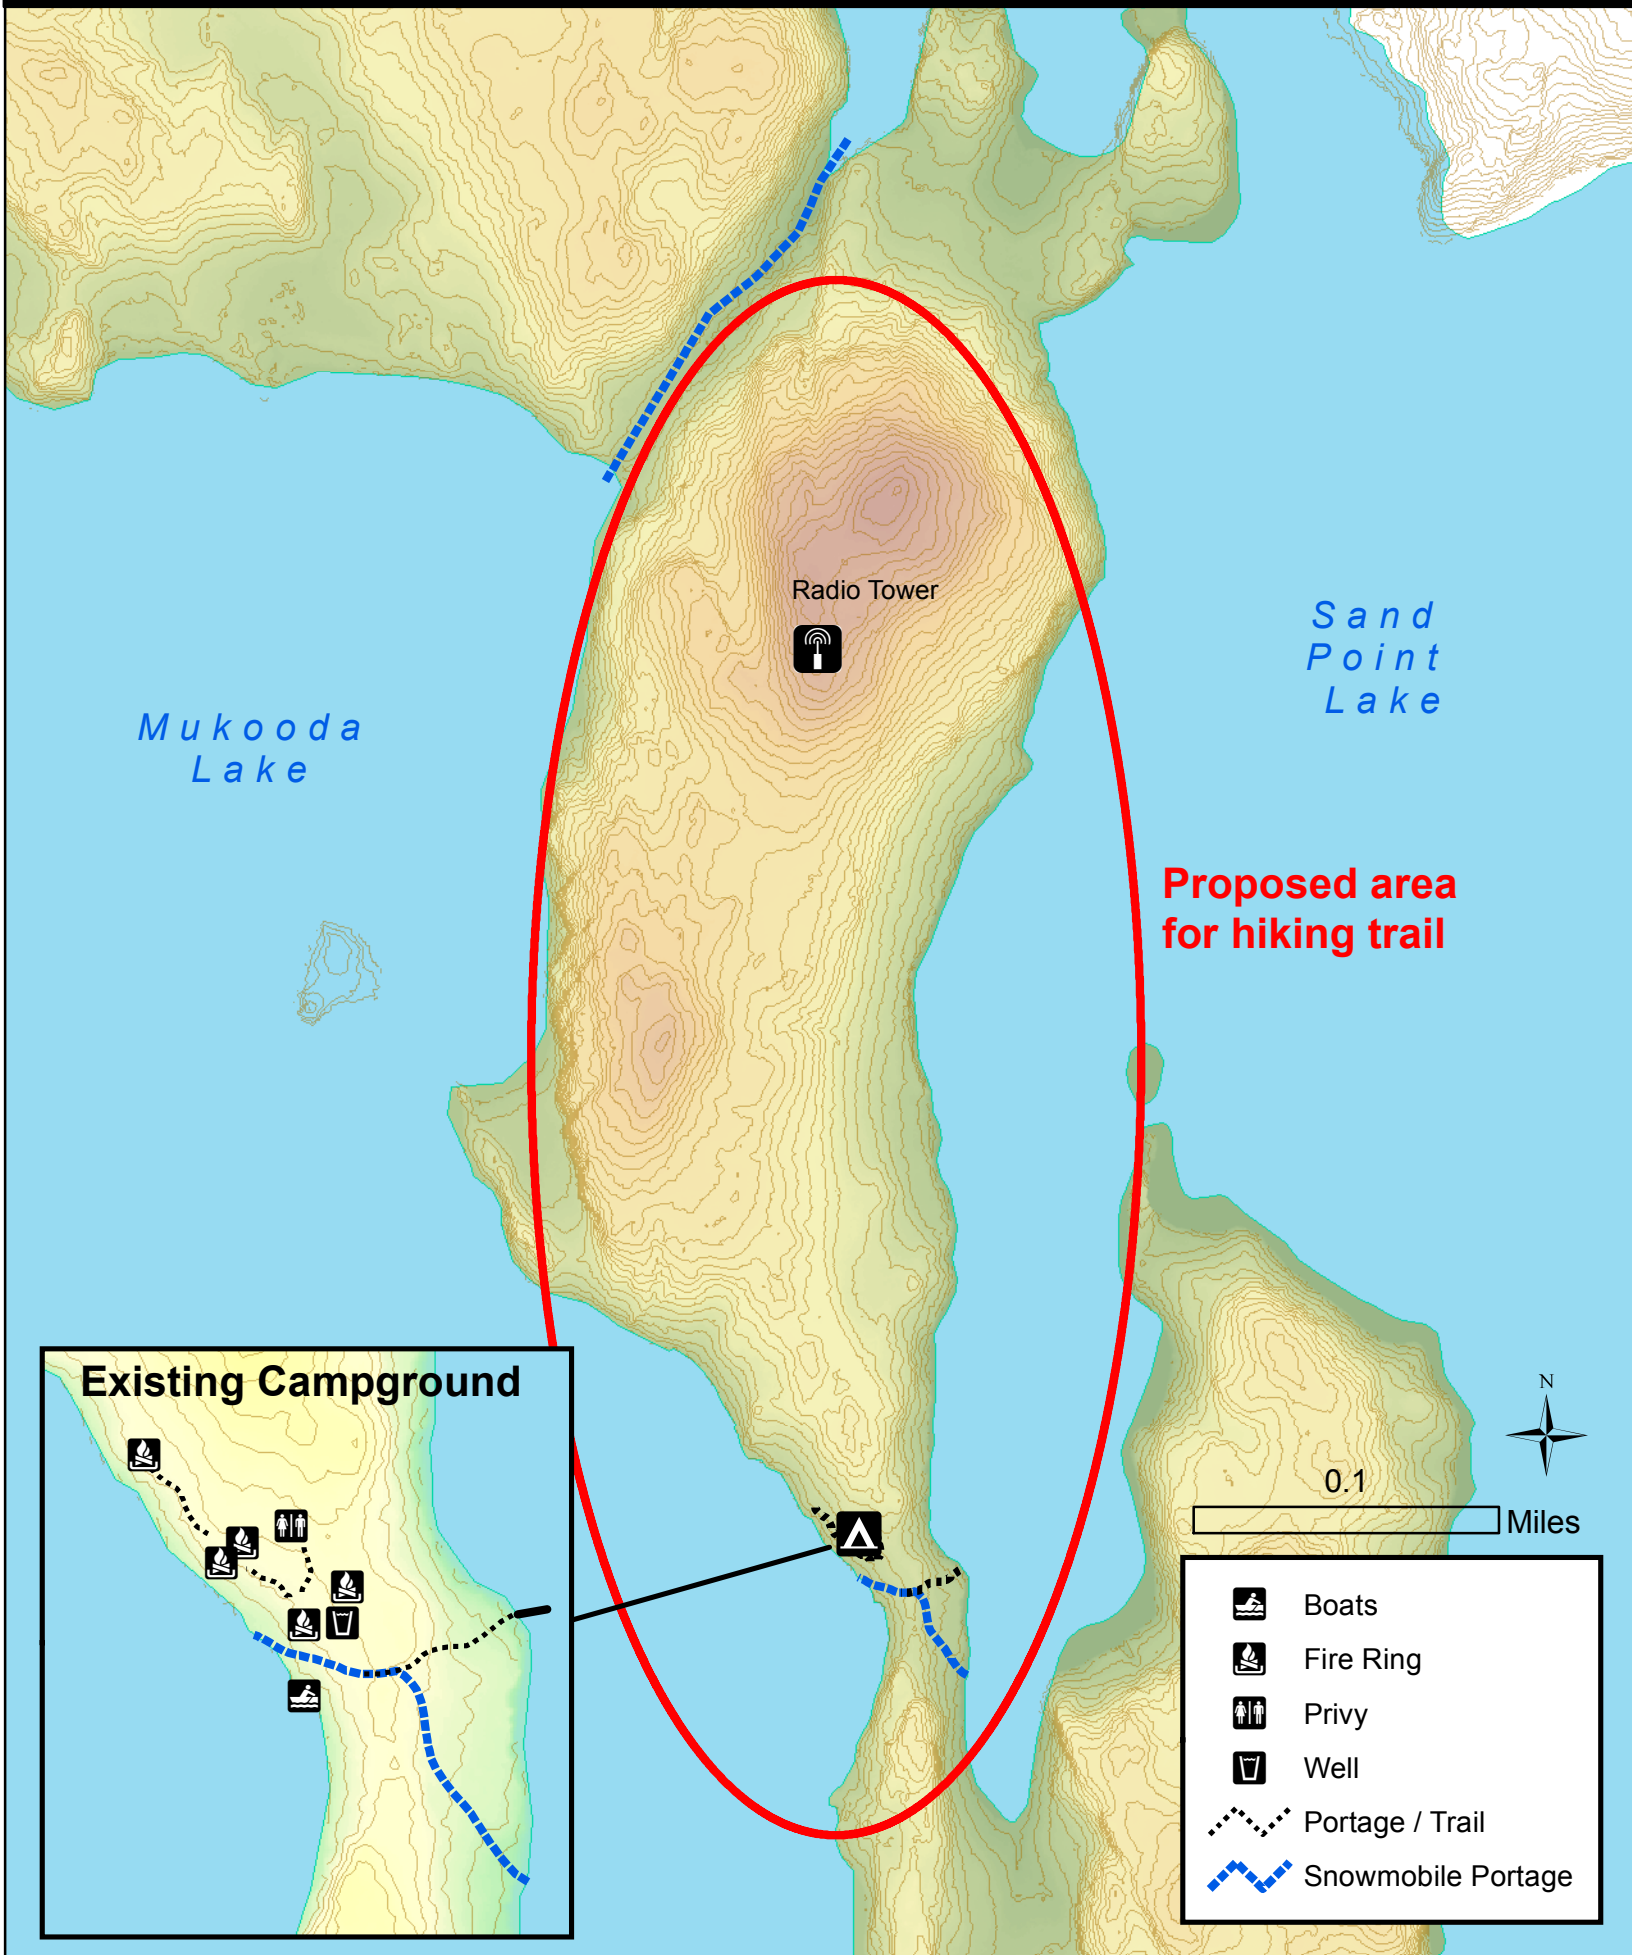 Radio Tower
Sand
Point
Lake
Mukooda
Lake
Proposed area
for hiking trail
Existing Campground
N
0.1
Miles
Boats
Fire Ring
Privy
Well
Portage / Trail
Snowmobile Portage